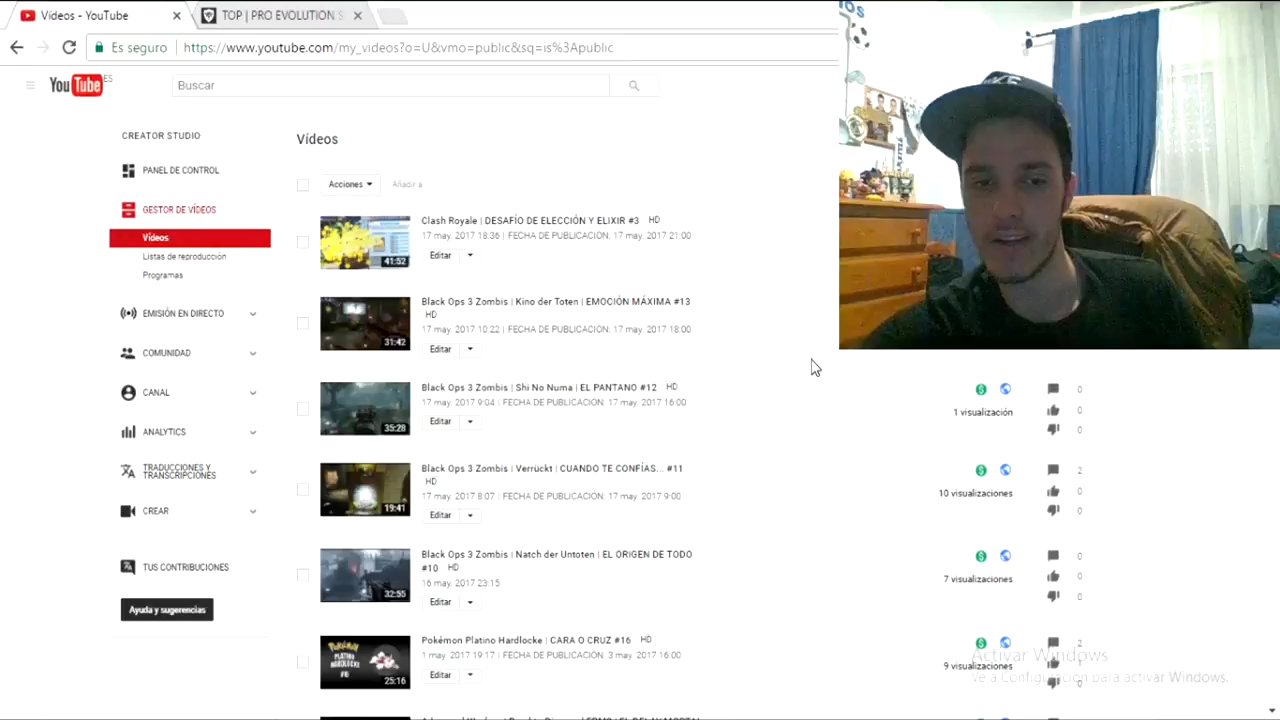 Vídeos - YouTube
TOP | PRO EVOLUTION S
Es seguro
https://www.youtube.com/my_videos?o=U&vmo=public&sq=is%3Apublic
YouTube ES
Buscar
CREATOR STUDIO
PANEL DE CONTROL
GESTOR DE VÍDEOS
Vídeos
Listas de reproducción
Programas
EMISIÓN EN DIRECTO
COMUNIDAD
CANAL
ANALYTICS
TRADUCCIONES Y
TRANSCRIPCIONES
CREAR
TUS CONTRIBUCIONES
Ayuda y sugerencias
Vídeos
Acciones
Añadir a
Clash Royale | DESAFÍO DE ELECCIÓN Y ELIXIR #3 HD
17 may. 2017 18:36 | FECHA DE PUBLICACIÓN: 17 may. 2017 21:00
41:52
Editar
Black Ops 3 Zombis | Kino der Toten | EMOCIÓN MÁXIMA #13
HD
17 may. 2017 10:22 | FECHA DE PUBLICACIÓN: 17 may. 2017 18:00
31:42
Editar
Black Ops 3 Zombis | Shi No Numa | EL PANTANO #12 HD
17 may. 2017 9:04 | FECHA DE PUBLICACIÓN: 17 may. 2017 16:00
35:28
Editar
1 visualización
0
0
0
Black Ops 3 Zombis | Verrückt | CUANDO TE CONFÍAS... #11
HD
17 may. 2017 8:07 | FECHA DE PUBLICACIÓN: 17 may. 2017 9:00
19:41
Editar
10 visualizaciones
2
0
0
Black Ops 3 Zombis | Natch der Untoten | EL ORIGEN DE TODO
#10 HD
16 may. 2017 23:15
32:55
Editar
7 visualizaciones
0
0
0
Pokémon Platino Hardlocke | CARA O CRUZ #16 HD
1 may. 2017 19:17 | FECHA DE PUBLICACIÓN: 3 may. 2017 16:00
POKÉMON
PLATINO
HARDLOCKE
#16
25:16
Editar
9 visualizaciones
2
1
0
Activar Windows
Ve a Configuración para activar Windows.